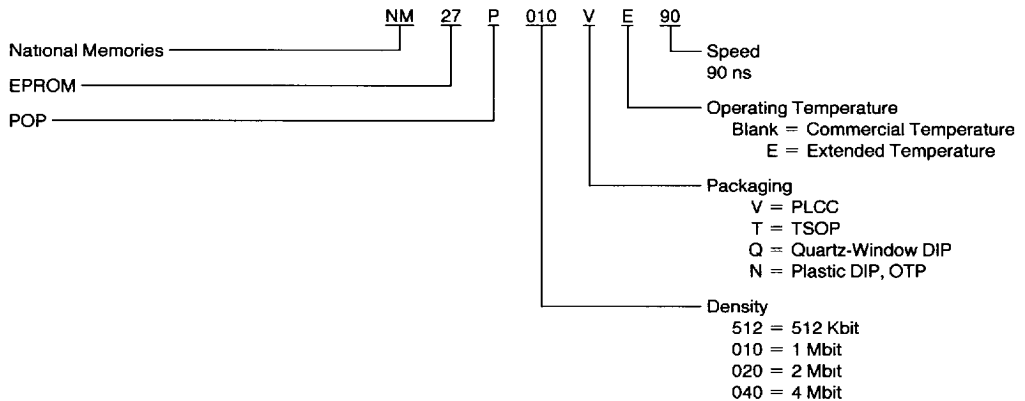 NM 27 P 010 V E 90
National Memories
EPROM
POP
Speed
90 ns
Operating Temperature
Blank = Commercial Temperature
E = Extended Temperature
Packaging
V = PLCC
T = TSOP
Q = Quartz-Window DIP
N = Plastic DIP, OTP
Density
512 = 512 Kbit
010 = 1 Mbit
020 = 2 Mbit
040 = 4 Mbit